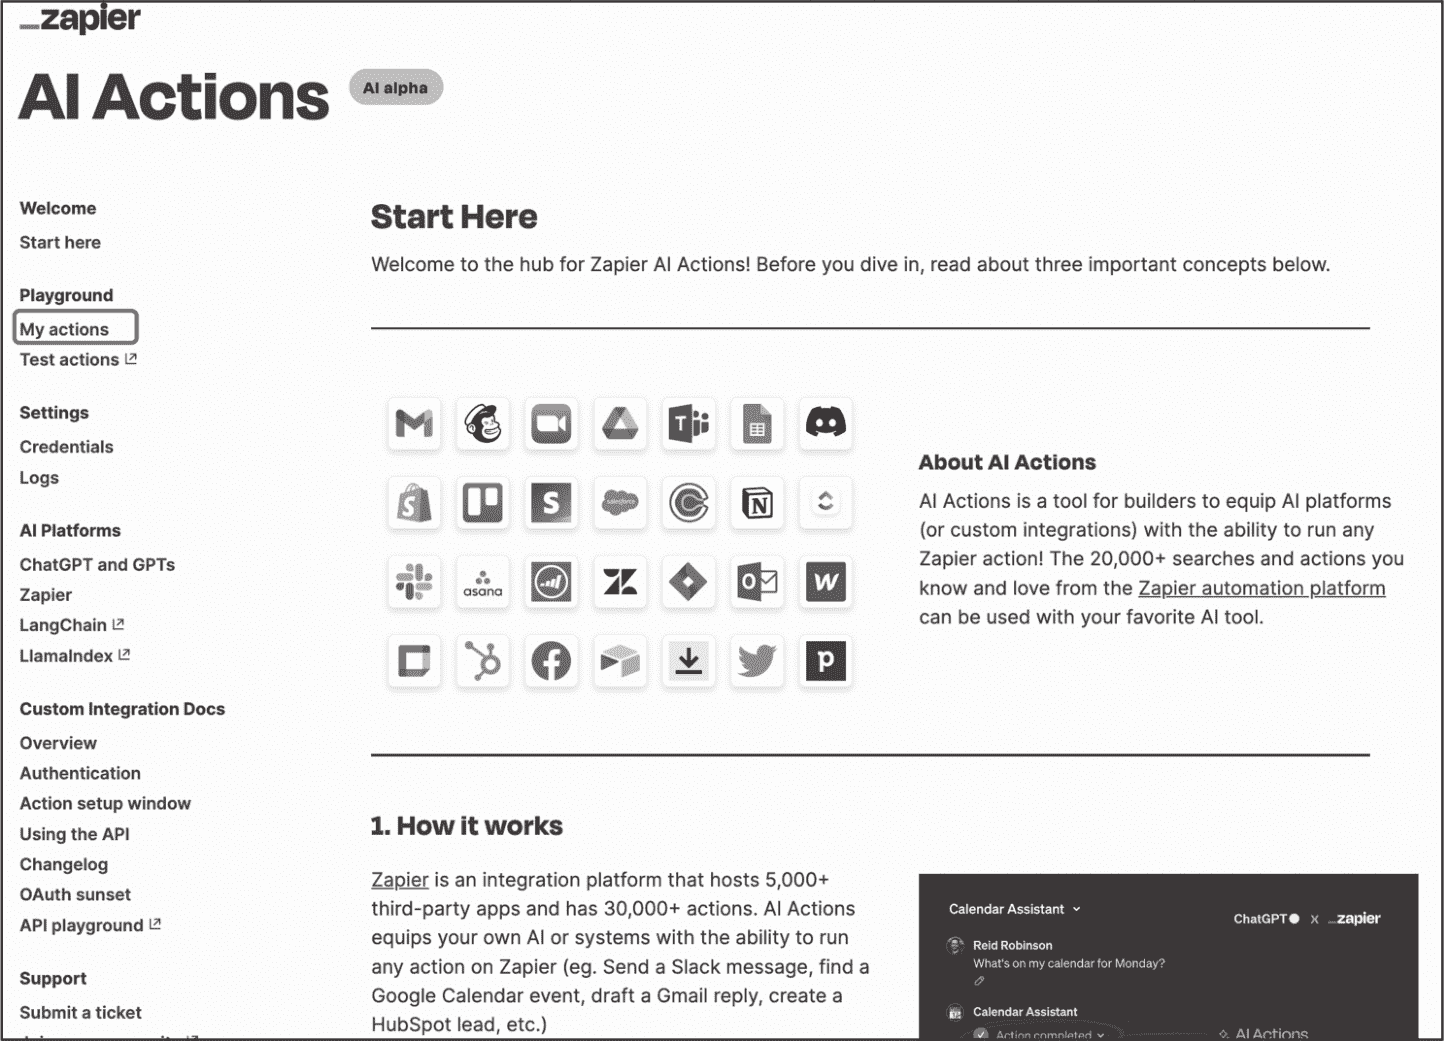 zapier
AI Actions
AI alpha
Welcome
Start here
Playground
My actions
Test actions
Settings
Credentials
Logs
AI Platforms
ChatGPT and GPTs
Zapier
LangChain
LlamaIndex
Custom Integration Docs
Overview
Authentication
Action setup window
Using the API
Changelog
OAuth sunset
API playground
Support
Submit a ticket
Start Here
Welcome to the hub for Zapier AI Actions! Before you dive in, read about three important concepts below.
asana
About AI Actions
AI Actions is a tool for builders to equip AI platforms
(or custom integrations) with the ability to run any
Zapier action! The 20,000+ searches and actions you
know and love from the Zapier automation platform
can be used with your favorite AI tool.
1. How it works
Zapier is an integration platform that hosts 5,000+
third-party apps and has 30,000+ actions. AI Actions
equips your own AI or systems with the ability to run
any action on Zapier (eg. Send a Slack message, find a
Google Calendar event, draft a Gmail reply, create a
HubSpot lead, etc.)
Calendar Assistant
ChatGPT X zapier
Reid Robinson
What's on my calendar for Monday?
Calendar Assistant
Action completed
AI Actions